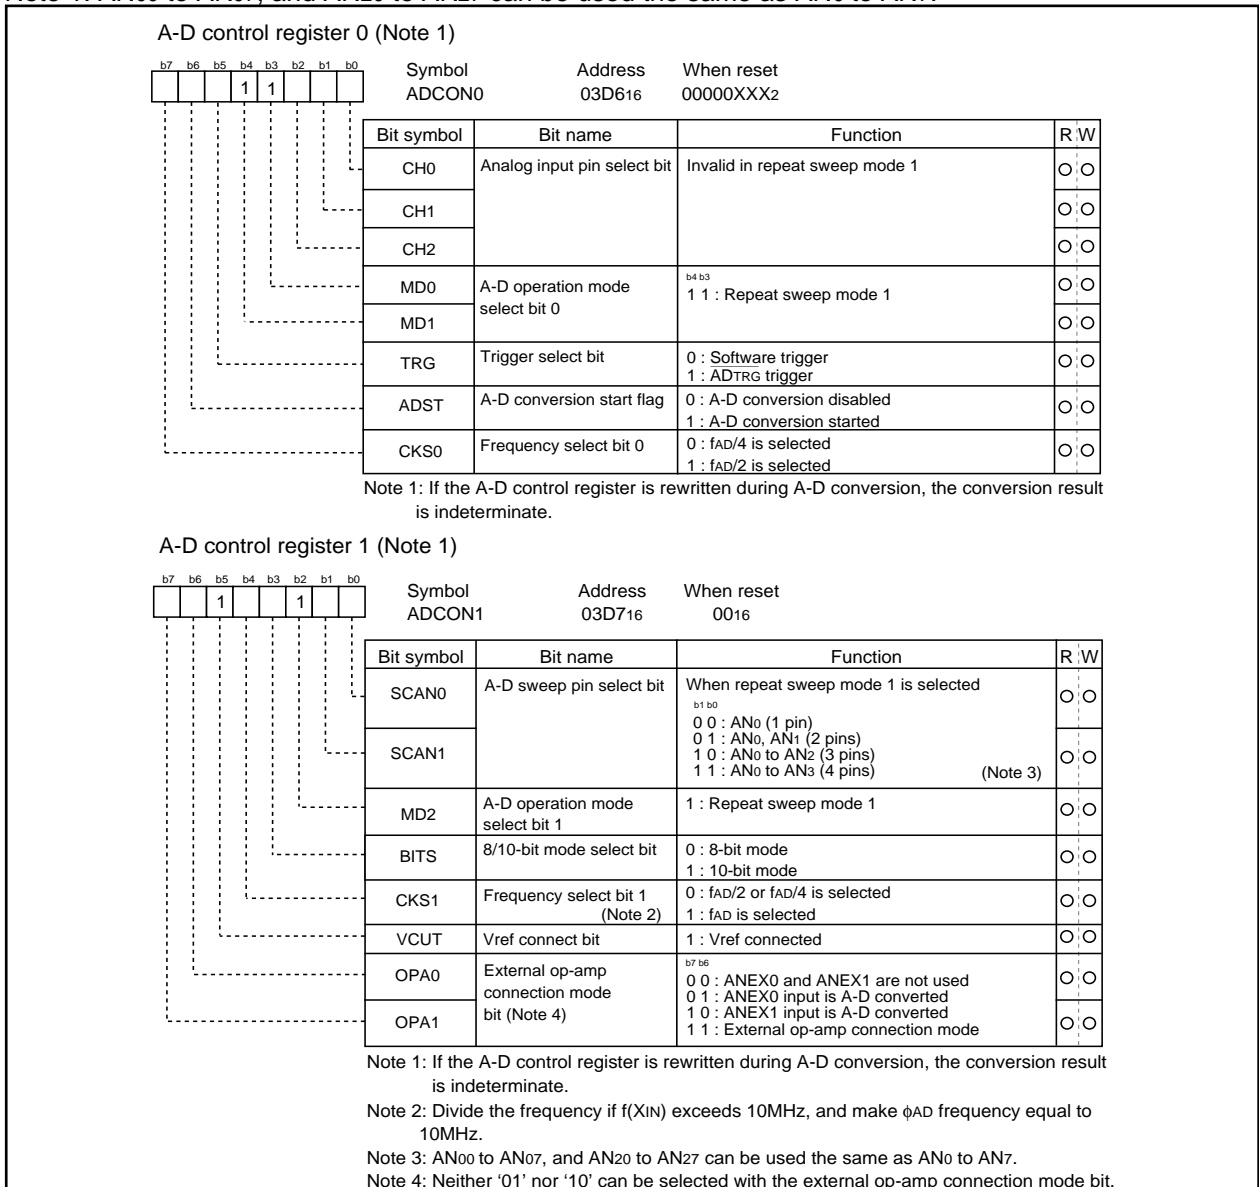 Note 1: AN00 to AN07, and AN20 to AN27 can be used the same as AN0 to AN7.
A-D control register 0 (Note 1)
b7 b6 b5 b4 b3 b2 b1 b0
1 1
Symbol Address When reset
ADCON0 03D616 00000XXX2
Bit symbol Bit name Function R W
CH0 Analog input pin select bit Invalid in repeat sweep mode 1
CH1
CH2
MD0 A-D operation mode select bit 0 b4 b3
1 1 : Repeat sweep mode 1
MD1
TRG Trigger select bit 0 : Software trigger
1 : ADTRG trigger
ADST A-D conversion start flag 0 : A-D conversion disabled
1 : A-D conversion started
CKS0 Frequency select bit 0 0 : fAD/4 is selected
1 : fAD/2 is selected
Note 1: If the A-D control register is rewritten during A-D conversion, the conversion result
is indeterminate.
A-D control register 1 (Note 1)
b7 b6 b5 b4 b3 b2 b1 b0
1 1
Symbol Address When reset
ADCON1 03D716 0016
Bit symbol Bit name Function R W
SCAN0 A-D sweep pin select bit When repeat sweep mode 1 is selected
b1 b0
0 0 : AN0 (1 pin)
0 1 : AN0, AN1 (2 pins)
SCAN1 1 0 : AN0 to AN2 (3 pins)
1 1 : AN0 to AN3 (4 pins) (Note 3)
MD2 A-D operation mode select bit 1 1 : Repeat sweep mode 1
BITS 8/10-bit mode select bit 0 : 8-bit mode
1 : 10-bit mode
CKS1 Frequency select bit 1 (Note 2) 0 : fAD/2 or fAD/4 is selected
1 : fAD is selected
VCUT Vref connect bit 1 : Vref connected
OPA0 External op-amp connection mode bit (Note 4) b7 b6
0 0 : ANEX0 and ANEX1 are not used
0 1 : ANEX0 input is A-D converted
OPA1 1 0 : ANEX1 input is A-D converted
1 1 : External op-amp connection mode
Note 1: If the A-D control register is rewritten during A-D conversion, the conversion result
is indeterminate.
Note 2: Divide the frequency if f(XIN) exceeds 10MHz, and make φAD frequency equal to
10MHz.
Note 3: AN00 to AN07, and AN20 to AN27 can be used the same as AN0 to AN7.
Note 4: Neither ‘01’ nor ‘10’ can be selected with the external op-amp connection mode bit.